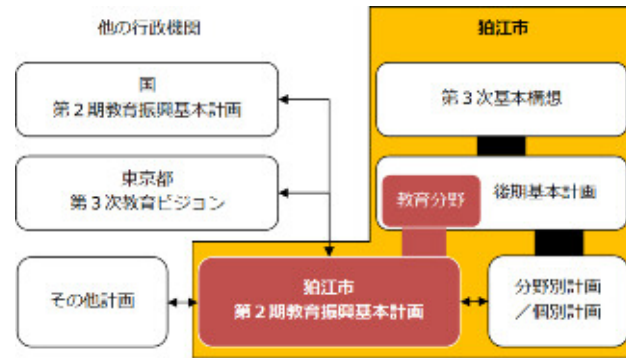 他の行政機関
狛江市
国
第２期教育振興基本計画
第３次基本構想
東京都
第３次教育ビジョン
教育分野
後期基本計画
その他計画
狛江市
第２期教育振興基本計画
分野別計画
／個別計画